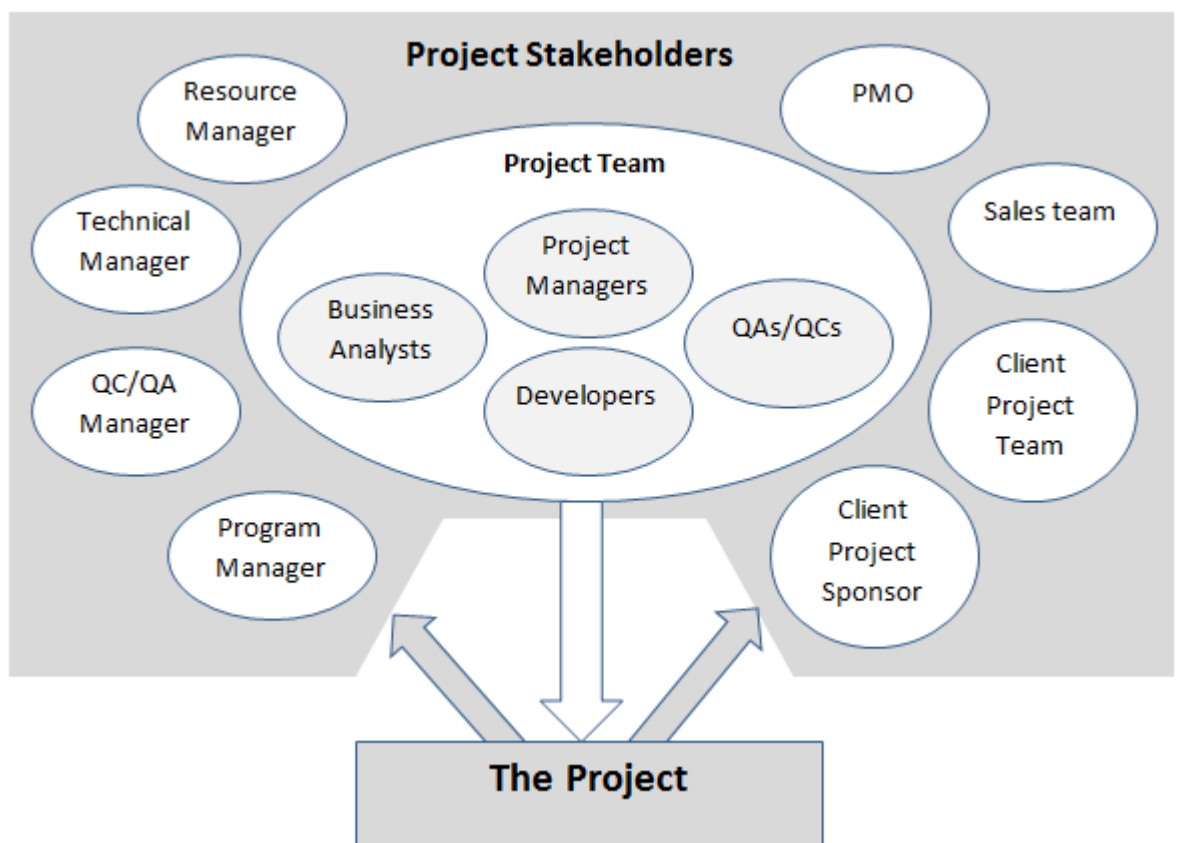 Project Stakeholders
Resource
Manager
PMO
Project Team
Technical
Manager
Sales team
Project
Managers
Business
Analysts
QAs/QCs
Developers
QC/QA
Manager
Client
Project
Team
Program
Manager
Client
Project
Sponsor
The Project